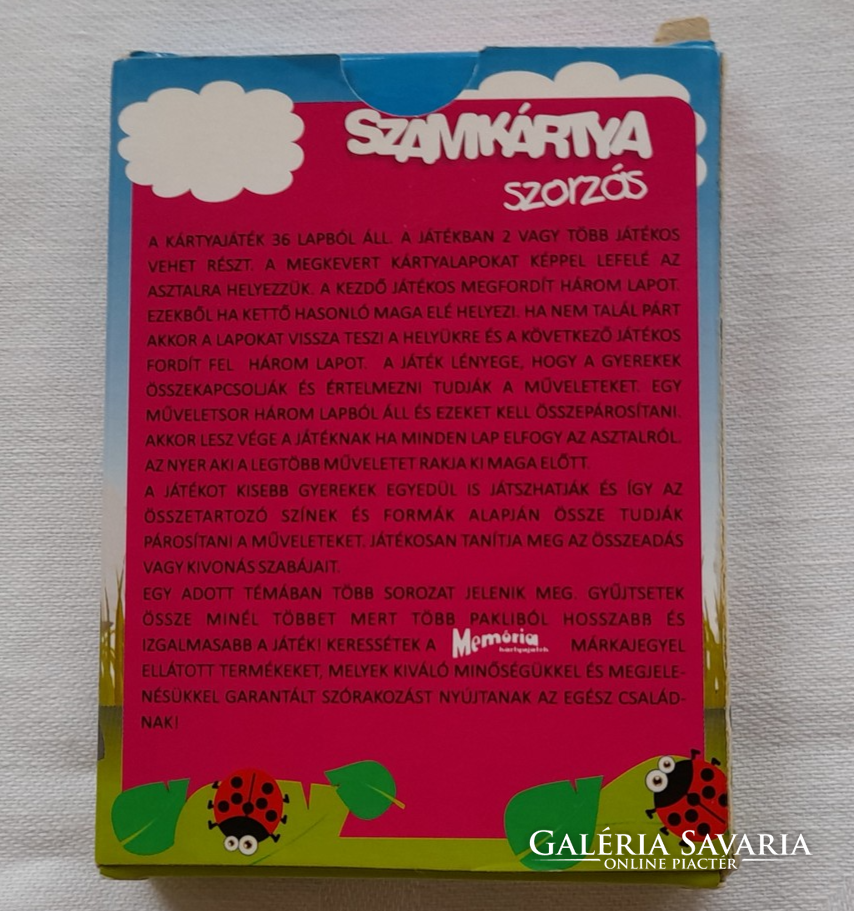 SZÁMKÁRTYA
szorzós
A KÁRTYAJÁTÉK 36 LAPBÓL ÁLL. A JÁTÉKBAN 2 VAGY TÖBB JÁTÉKOS
VEHET RÉSZT. A MEGKEVERT KÁRTYALAPOKAT KÉPPEL LEFELÉ AZ
ASZTALRA HELYEZZÜK. A KEZDŐ JÁTÉKOS MEGFORDÍT HÁROM LAPOT.
EZEKBŐL HA KETTŐ HASONLÓ MAGA ELÉ HELYEZI. HA NEM TALÁL PÁRT
AKKOR A LAPOKAT VISSZA TESZI A HELYÜKRE ÉS A KÖVETKEZŐ JÁTÉKOS
FORDÍT FEL HÁROM LAPOT. A JÁTÉK LÉNYEGE, HOGY A GYEREKEK
ÖSSZEKAPCSOLJÁK ÉS ÉRTELMEZNI TUDJÁK A MŰVELETEKET. EGY
MŰVELETSOR HÁROM LAPBÓL ÁLL ÉS EZEKET KELL ÖSSZEPÁROSÍTANI.
AKKOR LESZ VÉGE A JÁTÉKNAK HA MINDEN LAP ELFOGY AZ ASZTALRÓL.
AZ NYER AKI A LEGTÖBB MŰVELETET RAKJA KI MAGA ELŐTT.
A JÁTÉKOT KISEBB GYEREKEK EGYEDÜL IS JÁTSZHATJÁK ÉS ÍGY AZ
ÖSSZETARTOZÓ SZÍNEK ÉS FORMÁK ALAPJÁN ÖSSZE TUDJÁK
PÁROSÍTANI A MŰVELETEKET. JÁTÉKOSAN TANÍTJA MEG AZ ÖSSZEADÁS
VAGY KIVONÁS SZABÁJAIT.
EGY ADOTT TÉMÁBAN TÖBB SOROZAT JELENIK MEG. GYŰJTSETEK
ÖSSZE MINÉL TÖBBET MERT TÖBB PAKLIBÓL HOSSZABB ÉS
IZGALMASABB A JÁTÉK! KERESSÉTEK A Memória kártyajáték MÁRKAJEGYEL
ELLÁTOTT TERMÉKEKET, MELYEK KIVÁLÓ MINŐSÉGÜKKEL ÉS MEGJELE-
NÉSÜKKEL GARANTÁLT SZÓRAKOZÁST NYÚJTANAK AZ EGÉSZ CSALÁD-
NAK!
GALÉRIA SAVARIA
ONLINE PIACTÉR